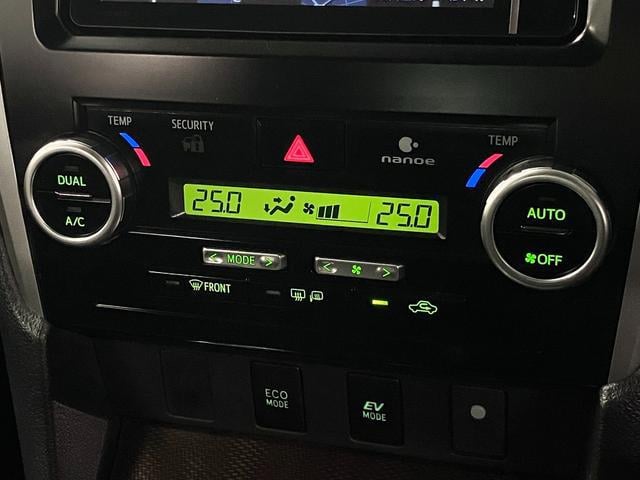 TEMP
SECURITY
nanoe
TEMP
DUAL
A/C
25.0
25.0
AUTO
OFF
< MODE >
< >
FRONT
ECO
MODE
EV
MODE